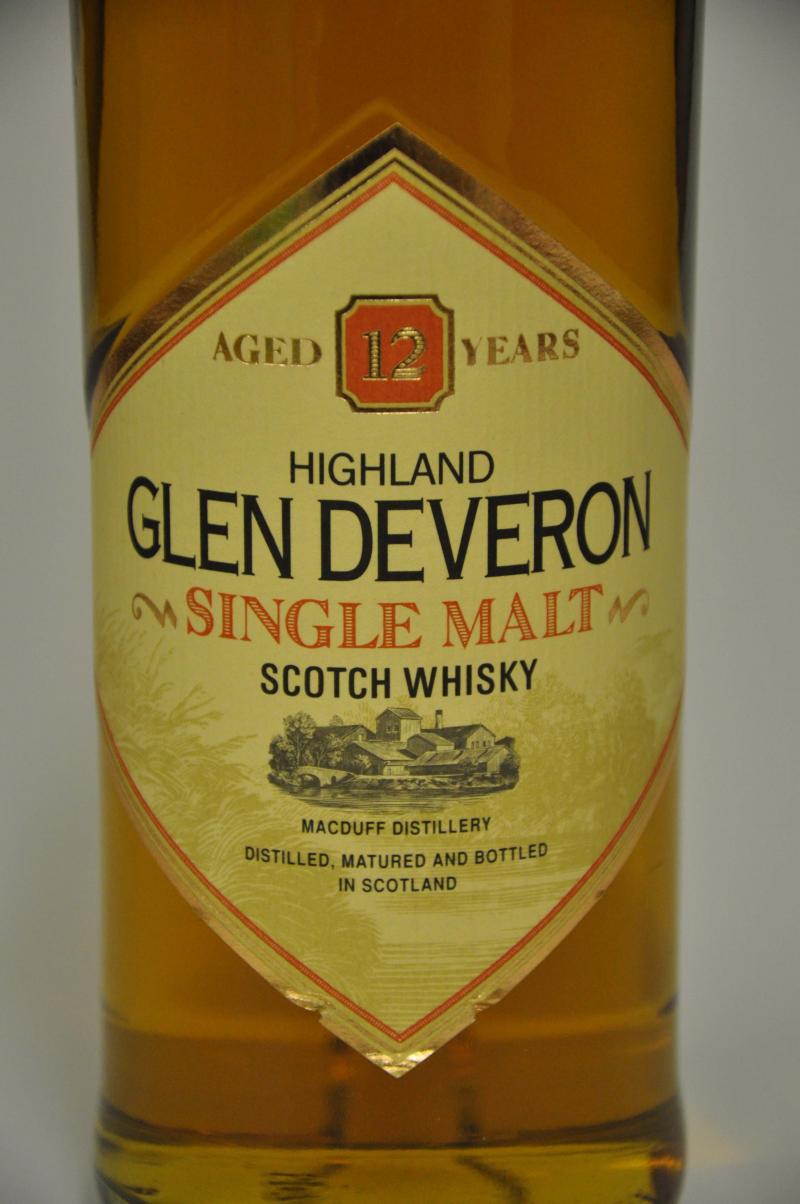 AGED 12 YEARS
HIGHLAND
GLEN DEVERON
SINGLE MALT
SCOTCH WHISKY
MACDUFF DISTILLERY
DISTILLED, MATURED AND BOTTLED
IN SCOTLAND